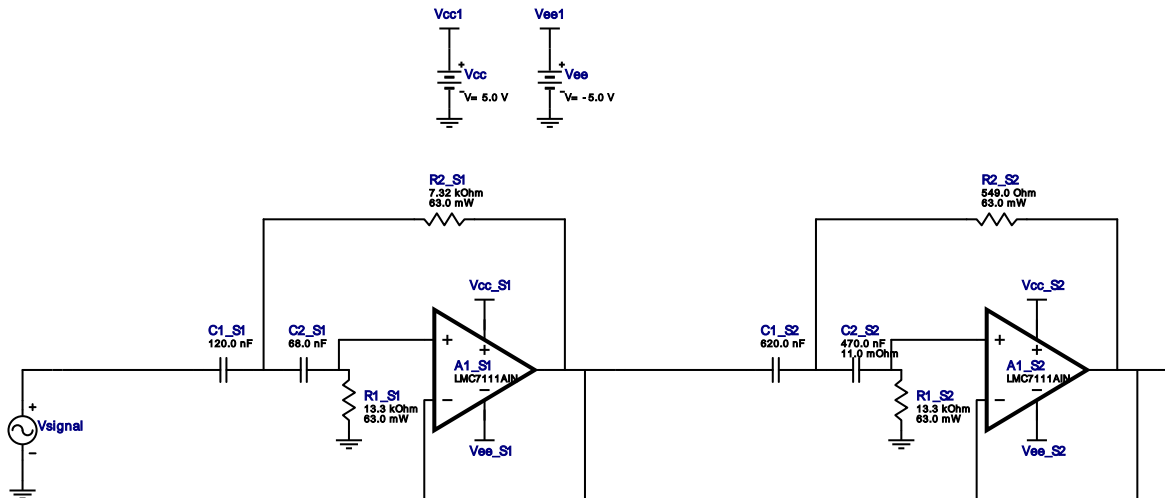 Vcc1
Vee1
+
Vcc
-
V= 5.0 V
+
Vee
-
V= -5.0 V
R2_S1
7.32 kOhm
63.0 mW
R2_S2
549.0 Ohm
63.0 mW
Vcc_S1
Vcc_S2
C1_S1
120.0 nF
C2_S1
68.0 nF
+
+
A1_S1
LMC7111AIN
-
-
R1_S1
13.3 kOhm
63.0 mW
Vee_S1
C1_S2
620.0 nF
C2_S2
470.0 nF
11.0 mOhm
+
+
A1_S2
LMC7111AIN
-
-
R1_S2
13.3 kOhm
63.0 mW
Vee_S2
+
Vsignal
-